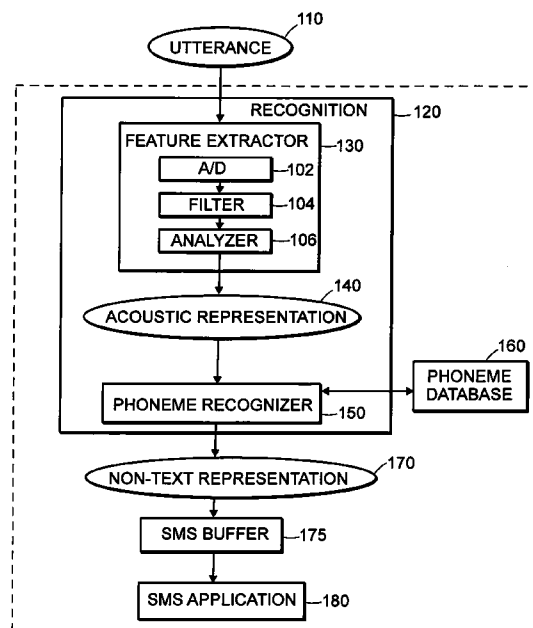 110
UTTERANCE
RECOGNITION
120
FEATURE EXTRACTOR
130
A/D
102
FILTER
104
ANALYZER
106
140
ACOUSTIC REPRESENTATION
160
PHONEME
DATABASE
PHONEME RECOGNIZER
150
170
NON-TEXT REPRESENTATION
SMS BUFFER
175
SMS APPLICATION
180